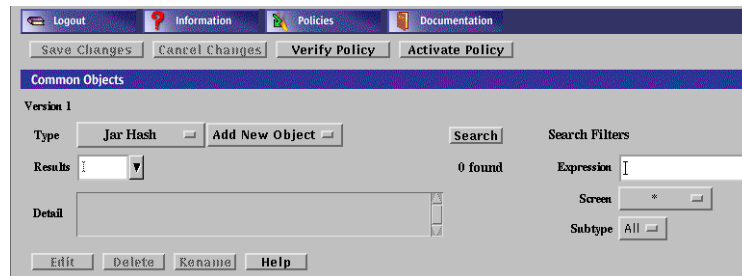 Logout Information Policies Documentation
Save Changes Cancel Changes Verify Policy Activate Policy
Common Objects
Version 1
Type Jar Hash Add New Object Search Search Filters
Results 0 found Expression
Screen *
Detail
Subtype All
Edit Delete Rename Help